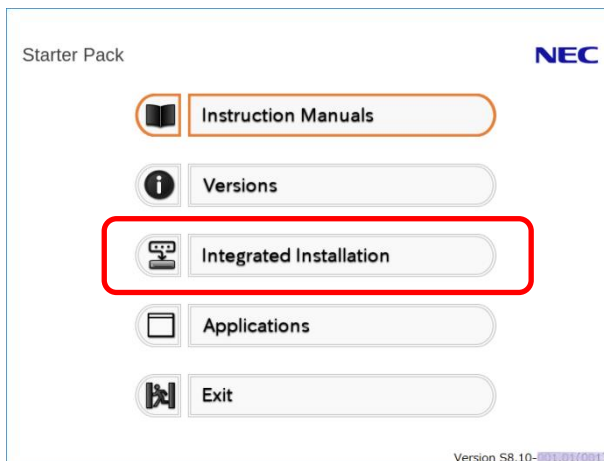 Starter Pack
NEC
Instruction Manuals
Versions
Integrated Installation
Applications
Exit
Version S8.10-